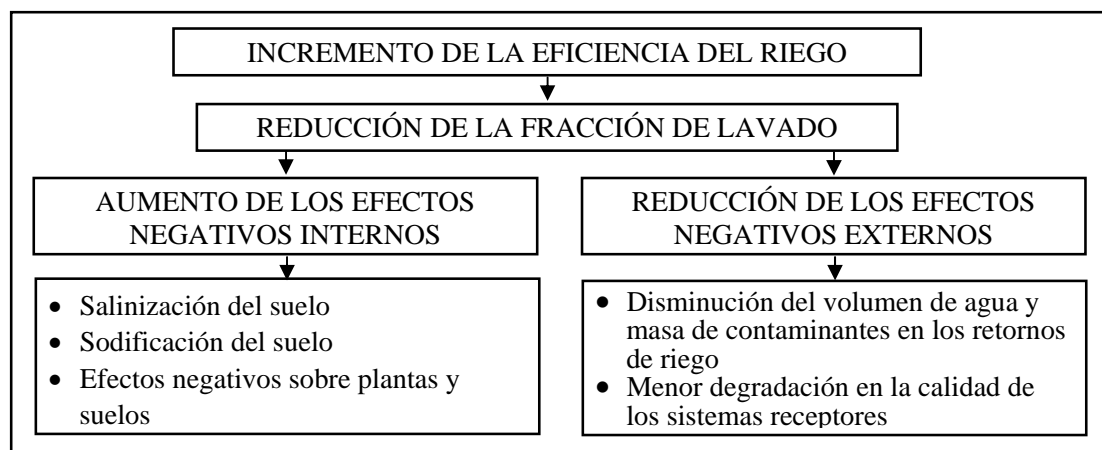 INCREMENTO DE LA EFICIENCIA DEL RIEGO
REDUCCIÓN DE LA FRACCIÓN DE LAVADO
AUMENTO DE LOS EFECTOS
NEGATIVOS INTERNOS
REDUCCIÓN DE LOS EFECTOS
NEGATIVOS EXTERNOS
• Salinización del suelo
• Sodificación del suelo
• Efectos negativos sobre plantas y
suelos
• Disminución del volumen de agua y
masa de contaminantes en los retornos
de riego
• Menor degradación en la calidad de
los sistemas receptores